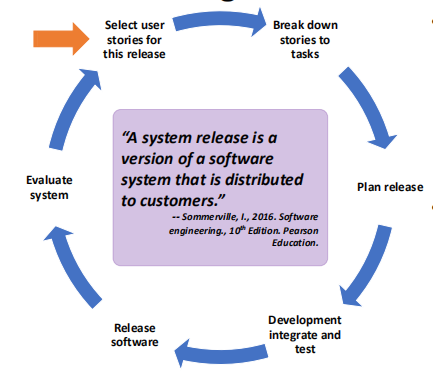 Select user
stories for
this release
Break down
stories to
tasks
Plan release
Development
integrate and
test
Release
software
Evaluate
system
“A system release is a
version of a software
system that is distributed
to customers.”
-- Sommerville, I., 2016. Software
engineering., 10th Edition. Pearson
Education.